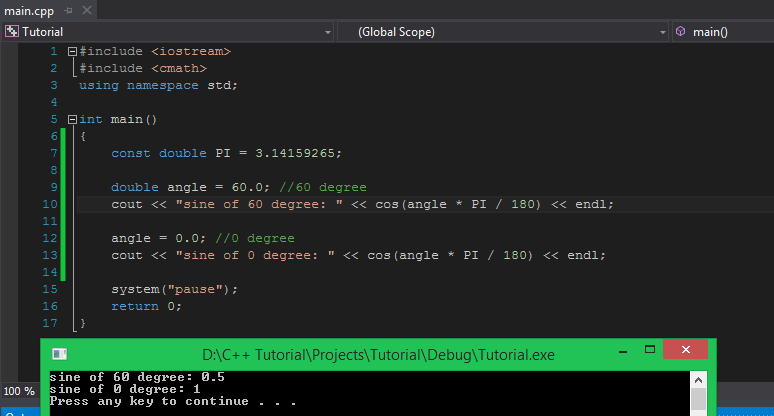 main.cpp
Tutorial (Global Scope) main()
1 #include <iostream>
2 #include <cmath>
3 using namespace std;
4
5 int main()
6 {
7 const double PI = 3.14159265;
8
9 double angle = 60.0; //60 degree
10 cout << "sine of 60 degree: " << cos(angle * PI / 180) << endl;
11
12 angle = 0.0; //0 degree
13 cout << "sine of 0 degree: " << cos(angle * PI / 180) << endl;
14
15 system("pause");
16 return 0;
17 }
D:\C++ Tutorial\Projects\Tutorial\Debug\Tutorial.exe
sine of 60 degree: 0.5
sine of 0 degree: 1
Press any key to continue . . .
100 %